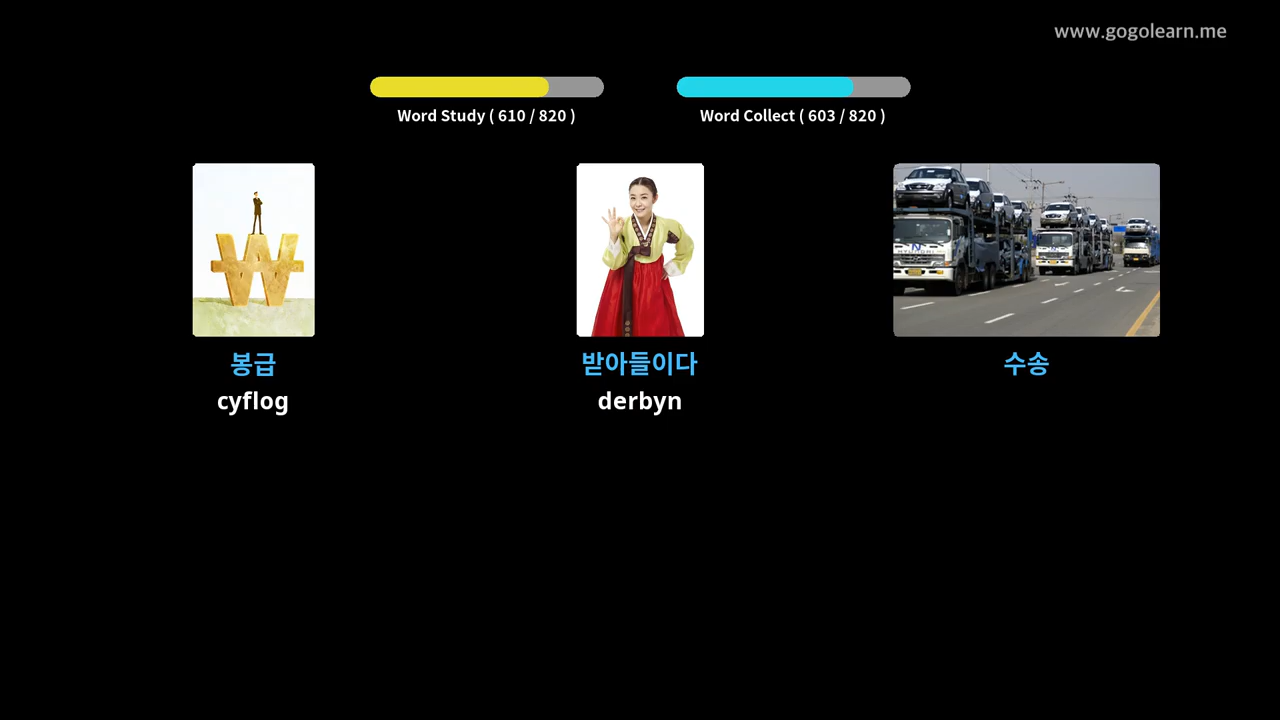 www.gogolearn.me
Word Study ( 610 / 820 )
Word Collect ( 603 / 820 )
봉급
받아들이다
수송
cyflog
derbyn